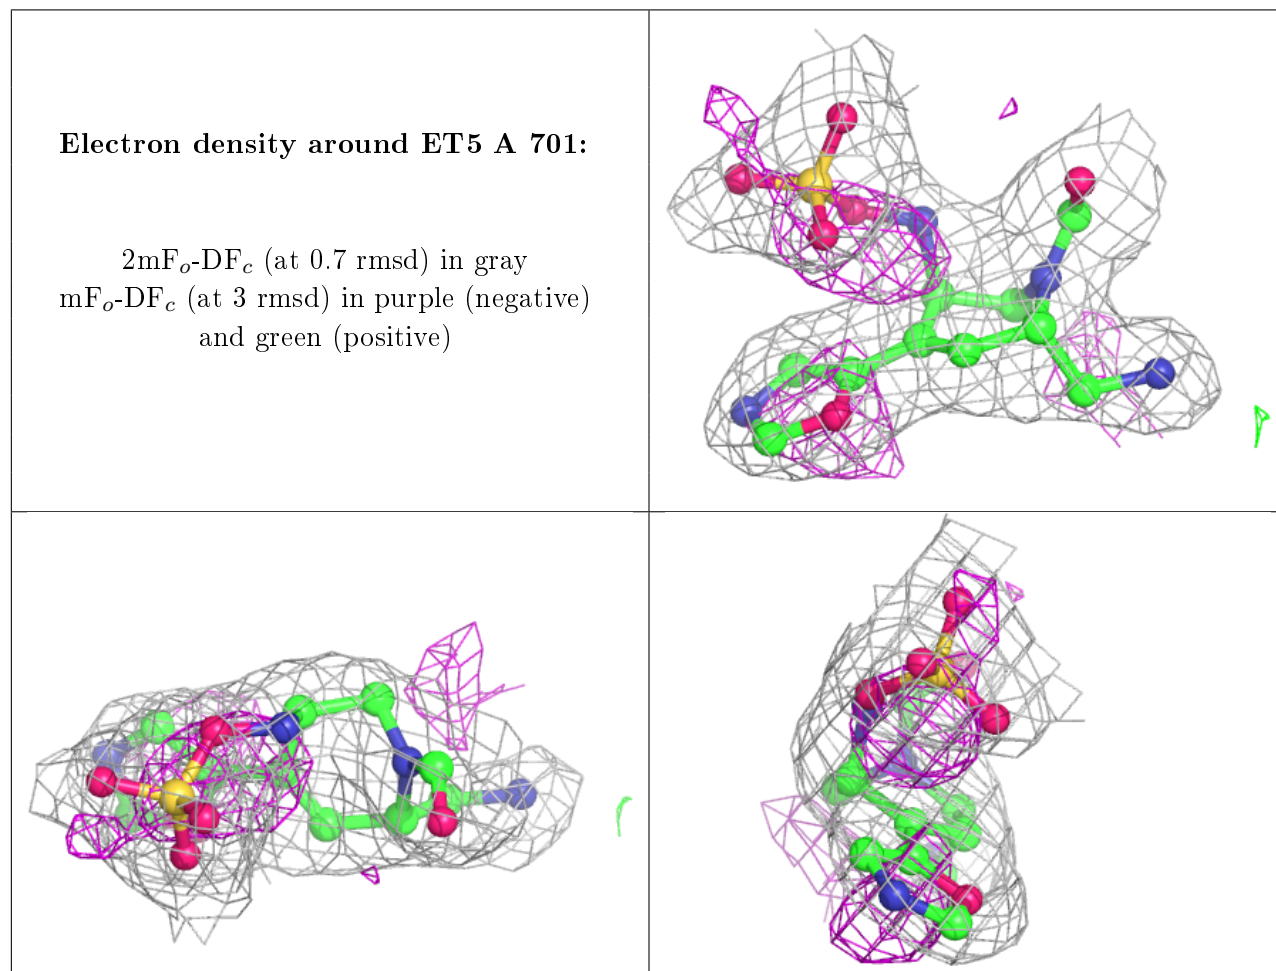 Electron density around ET5 A 701:
2mFₒ-DF𝒸 (at 0.7 rmsd) in gray
mFₒ-DF𝒸 (at 3 rmsd) in purple (negative)
and green (positive)